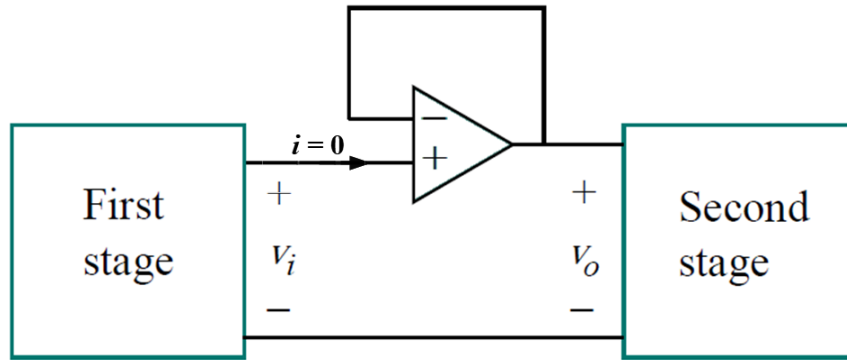 First
stage
i = 0
−
+
+
v_i
−
+
v_o
−
Second
stage